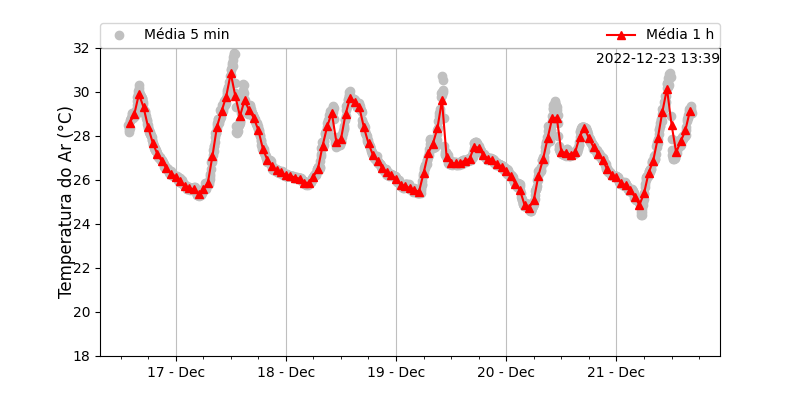 Média 5 min
Média 1 h
2022-12-23 13:39
Temperatura do Ar (°C)
32
30
28
26
24
22
20
18
17 - Dec
18 - Dec
19 - Dec
20 - Dec
21 - Dec